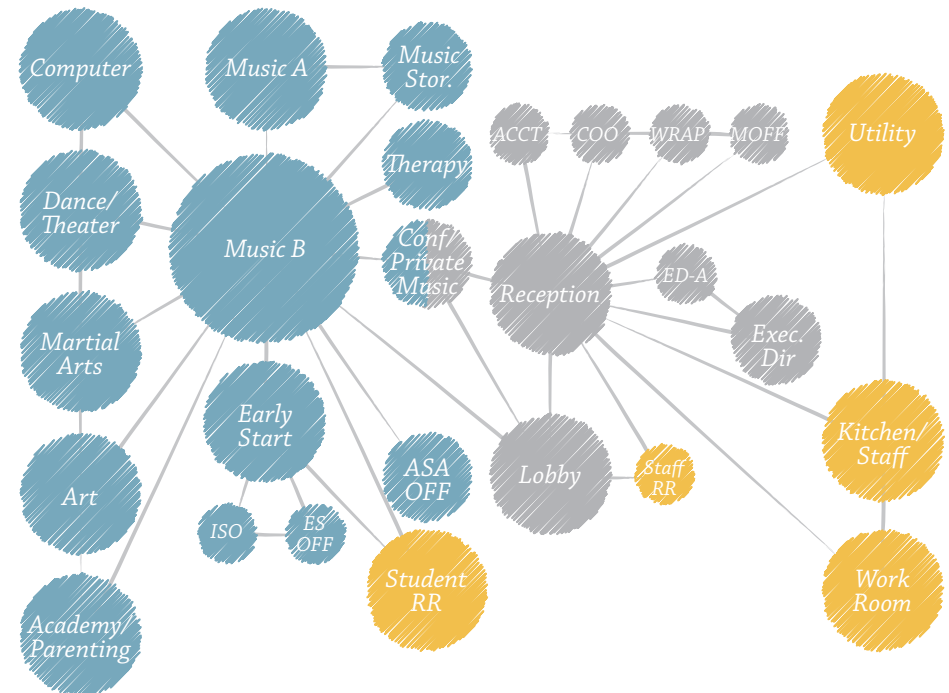 Computer
Music A
Music
Stor.
Utility
ACCT
COO
WRAP
MOFF
Therapy
Dance/
Theater
Music B
Conf/
Private
Music
Reception
ED-A
Exec.
Dir
Martial
Arts
Early
Start
Kitchen/
Staff
Art
ASA
OFF
Lobby
Staff
RR
ISO
ES
OFF
Student
RR
Work
Room
Academy/
Parenting